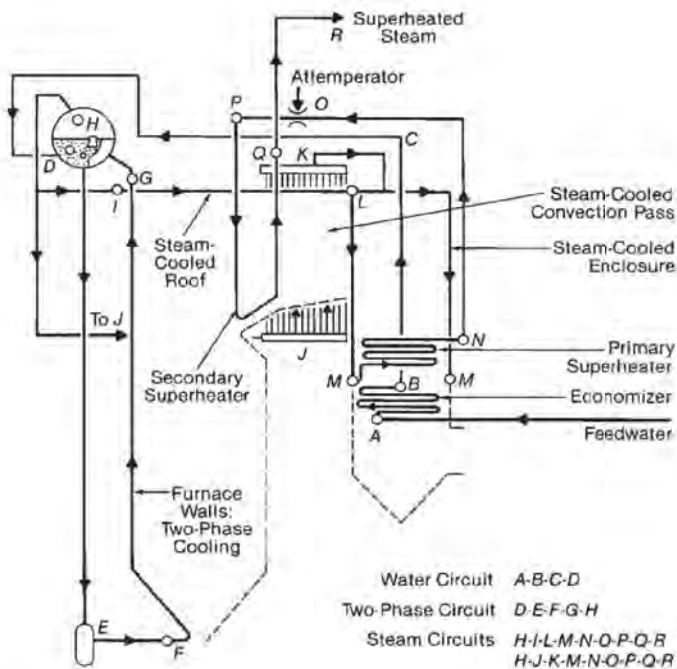 R
Superheated
Steam
Attemperator
P
O
H
C
D
Q
K
G
I
L
Steam-Cooled
Convection Pass
Steam-
Cooled
Roof
Steam-Cooled
Enclosure
To J
J
N
Primary
Superheater
Secondary
Superheater
M
B
M
Economizer
A
Feedwater
Furnace
Walls:
Two-Phase
Cooling
E
F
Water Circuit A-B-C-D
Two-Phase Circuit D-E-F-G-H
Steam Circuits H-I-L-M-N-O-P-Q-R
H-J-K-M-N-O-P-Q-R